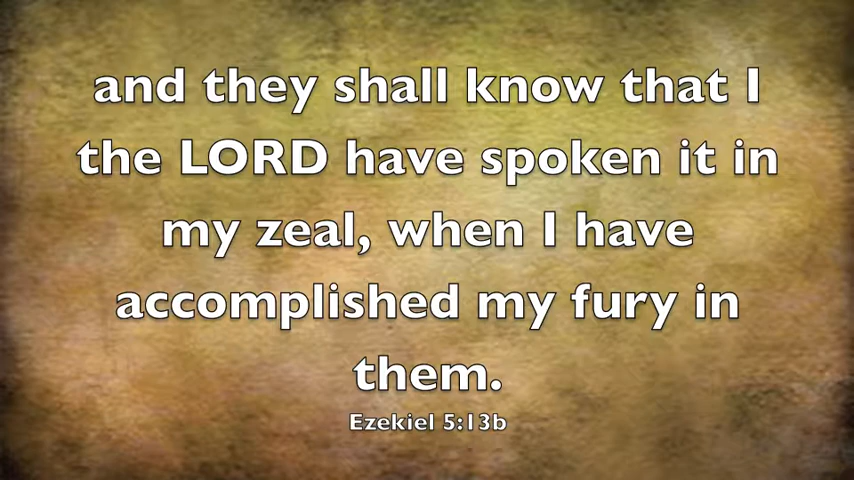 and they shall know that I
the LORD have spoken it in
my zeal, when I have
accomplished my fury in
them.
Ezekiel 5:13b